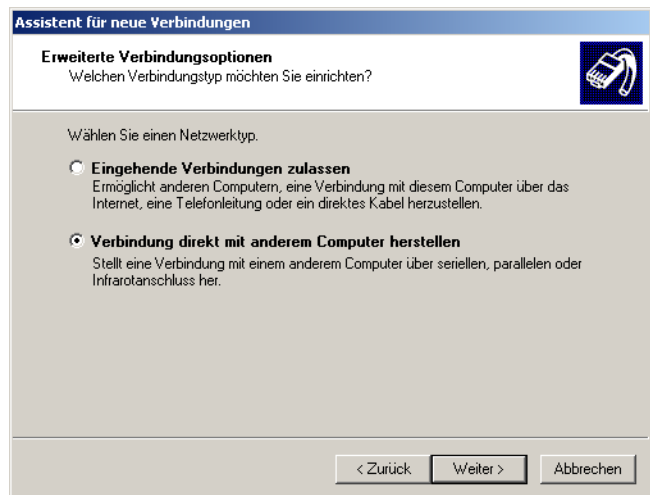 Assistent für neue Verbindungen
Erweiterte Verbindungsoptionen
Welchen Verbindungstyp möchten Sie einrichten?
Wählen Sie einen Netzwerktyp.
Eingehende Verbindungen zulassen
Ermöglicht anderen Computern, eine Verbindung mit diesem Computer über das
Internet, eine Telefonleitung oder ein direktes Kabel herzustellen.
Verbindung direkt mit anderem Computer herstellen
Stellt eine Verbindung mit einem anderem Computer über seriellen, parallelen oder
Infrarotanschluss her.
< Zurück Weiter > Abbrechen